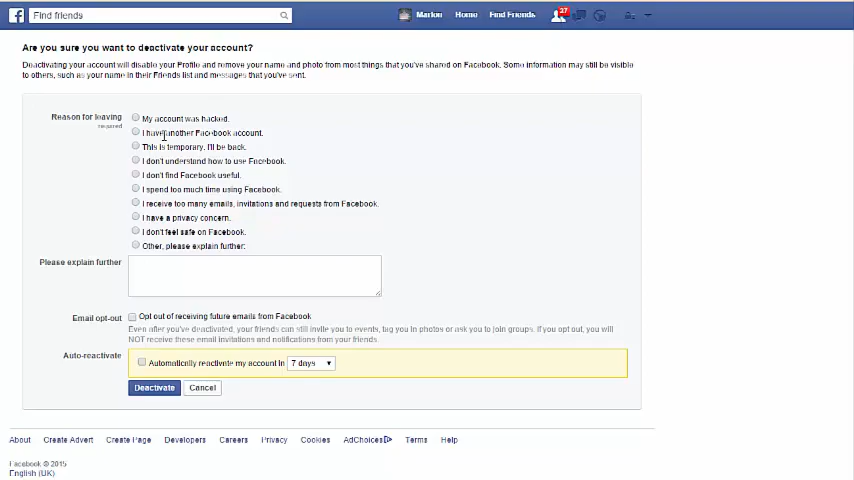 f Find friends Marlon Home Find Friends 27
Are you sure you want to deactivate your account?
Deactivating your account will disable your Profile and remove your name and photo from most things that you've shared on Facebook. Some information may still be visible
to others, such as your name in their Friends list and messages that you've sent.
Reason for leaving
required
My account was hacked.
I have another Facebook account.
This is temporary. I'll be back.
I don't understand how to use Facebook.
I don't find Facebook useful.
I spend too much time using Facebook.
I receive too many emails, invitations and requests from Facebook.
I have a privacy concern.
I don't feel safe on Facebook.
Other, please explain further:
Please explain further
Email opt-out Opt out of receiving future emails from Facebook
Even after you've deactivated, your friends can still invite you to events, tag you in photos or ask you to join groups. If you opt out, you will
NOT receive these email invitations and notifications from your friends.
Auto-reactivate Automatically reactivate my account in 7 days
Deactivate Cancel
About Create Advert Create Page Developers Careers Privacy Cookies AdChoices Terms Help
Facebook © 2015
English (UK)